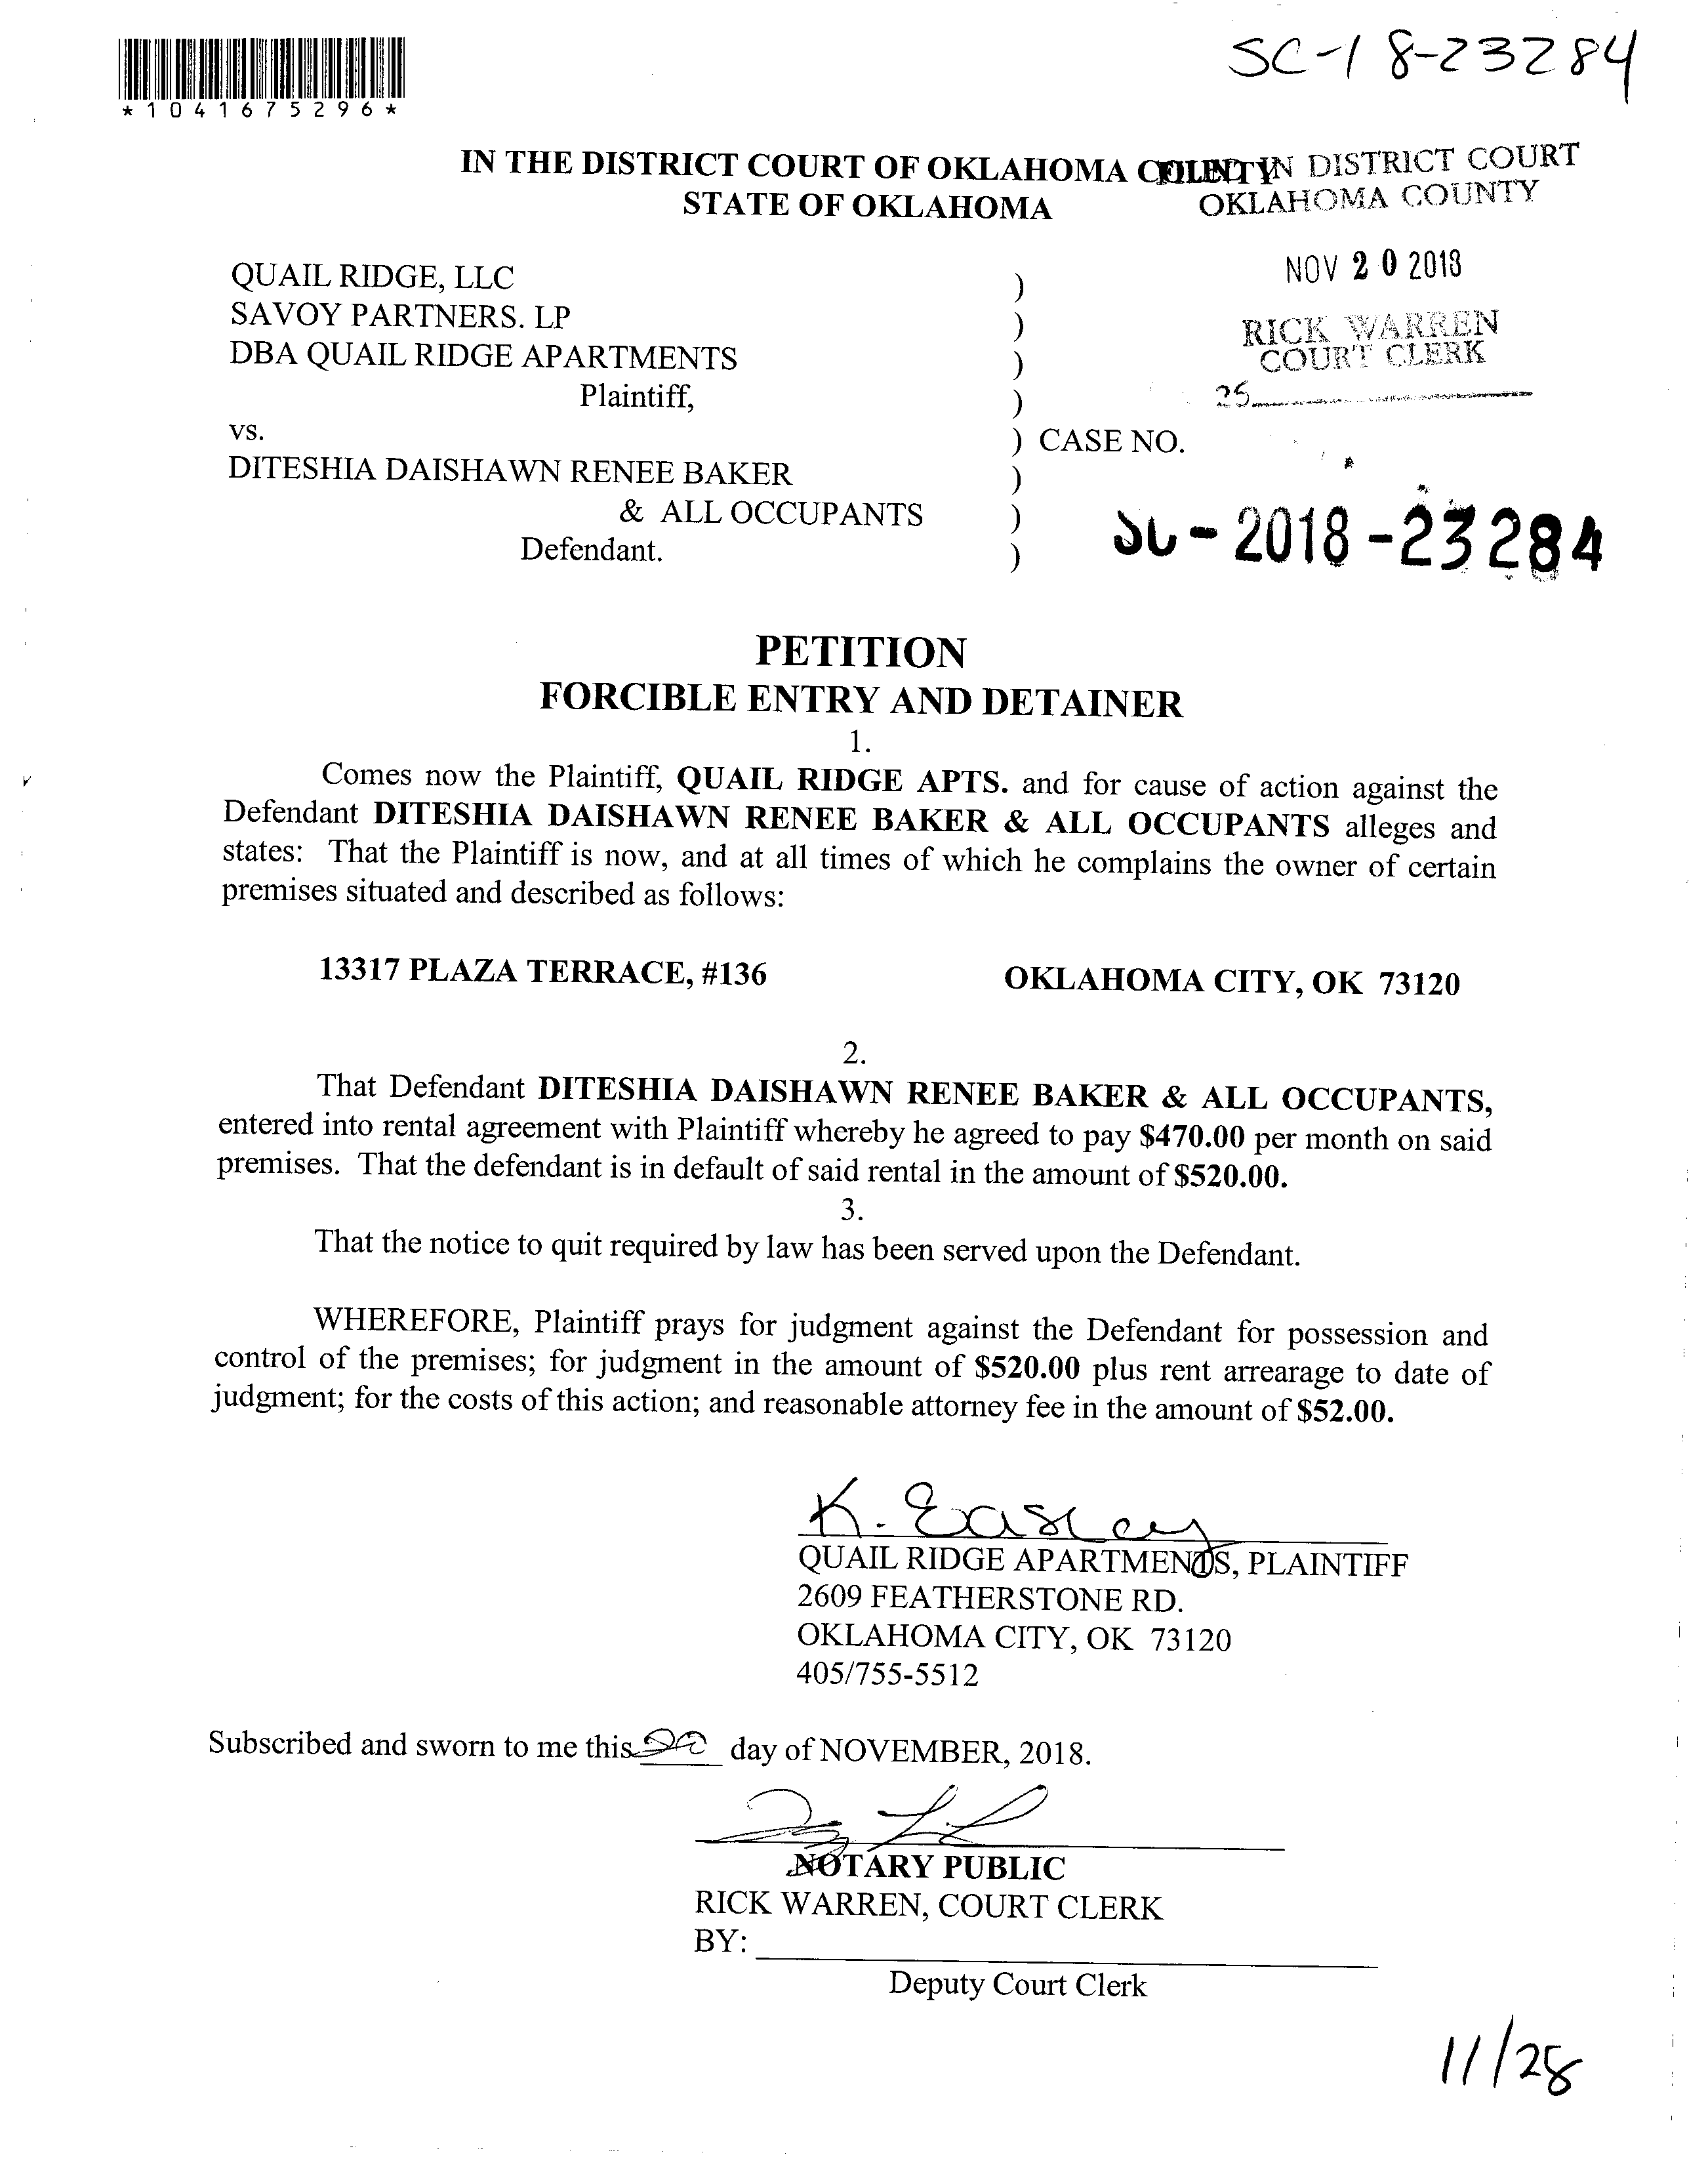 SC-18-23284
*1041675296*
IN THE DISTRICT COURT OF OKLAHOMA COUNTY
STATE OF OKLAHOMA
FILED IN DISTRICT COURT
OKLAHOMA COUNTY
NOV 20 2018
RICK WARREN
COURT CLERK
25
QUAIL RIDGE, LLC )
SAVOY PARTNERS. LP )
DBA QUAIL RIDGE APARTMENTS )
Plaintiff, )
vs. ) CASE NO.
DITESHIA DAISHAWN RENEE BAKER )
& ALL OCCUPANTS )
Defendant. )
SC-2018-23284
PETITION
FORCIBLE ENTRY AND DETAINER
1.
Comes now the Plaintiff, QUAIL RIDGE APTS. and for cause of action against the
Defendant DITESHIA DAISHAWN RENEE BAKER & ALL OCCUPANTS alleges and
states: That the Plaintiff is now, and at all times of which he complains the owner of certain
premises situated and described as follows:
13317 PLAZA TERRACE, #136 OKLAHOMA CITY, OK 73120
2.
That Defendant DITESHIA DAISHAWN RENEE BAKER & ALL OCCUPANTS,
entered into rental agreement with Plaintiff whereby he agreed to pay $470.00 per month on said
premises. That the defendant is in default of said rental in the amount of $520.00.
3.
That the notice to quit required by law has been served upon the Defendant.
WHEREFORE, Plaintiff prays for judgment against the Defendant for possession and
control of the premises; for judgment in the amount of $520.00 plus rent arrearage to date of
judgment; for the costs of this action; and reasonable attorney fee in the amount of $52.00.
K. Easley
QUAIL RIDGE APARTMENTS, PLAINTIFF
2609 FEATHERSTONE RD.
OKLAHOMA CITY, OK 73120
405/755-5512
Subscribed and sworn to me this 20 day of NOVEMBER, 2018.
NOTARY PUBLIC
RICK WARREN, COURT CLERK
BY:
Deputy Court Clerk
11/28